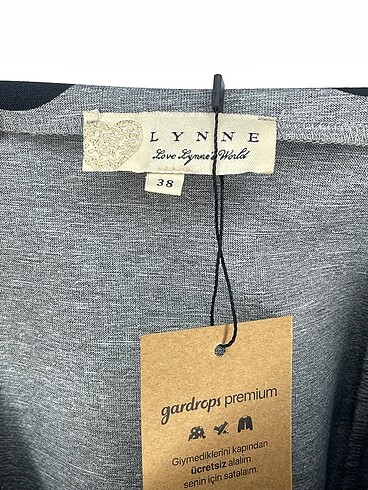 LYNNE
Love Lynne's World
38
gardrops premium
Giymediklerini kapından
ücretsiz alalım
senin için satalım.